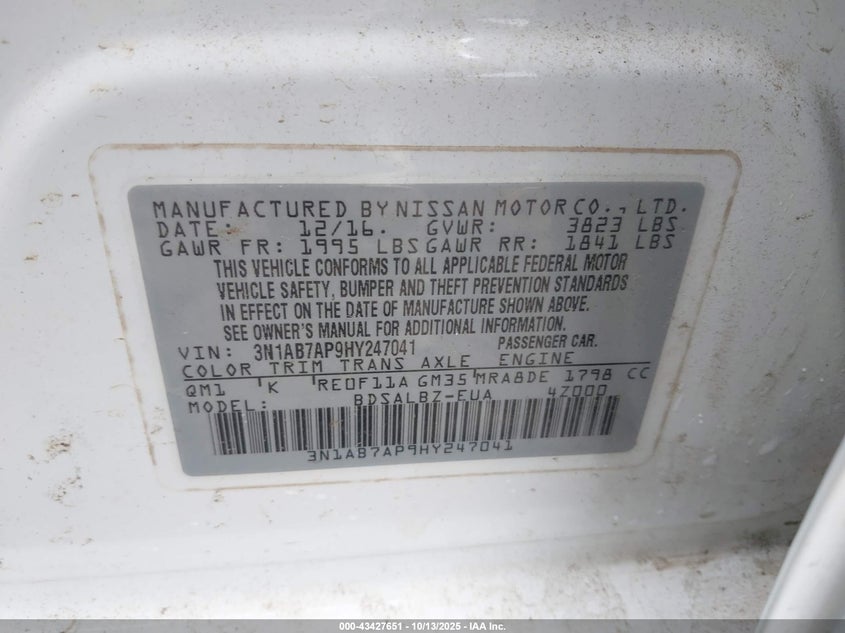 MANUFACTURED BY NISSAN MOTOR CO., LTD.
DATE: 12/16. GVWR: 3823 LBS
GAWR FR: 1995 LBS GAWR RR: 1841 LBS
THIS VEHICLE CONFORMS TO ALL APPLICABLE FEDERAL MOTOR
VEHICLE SAFETY, BUMPER AND THEFT PREVENTION STANDARDS
IN EFFECT ON THE DATE OF MANUFACTURE SHOWN ABOVE.
SEE OWNER'S MANUAL FOR ADDITIONAL INFORMATION.
VIN: 3N1AB7AP9HY247041 PASSENGER CAR.
COLOR TRIM TRANS AXLE ENGINE
QM1 K RE0F11A GM35 MRA8DE 1798 CC
MODEL: BDSALBZ-EUA 4Z000
3N1AB7AP9HY247041
000-43427651 - 10/13/2025 - IAA Inc.